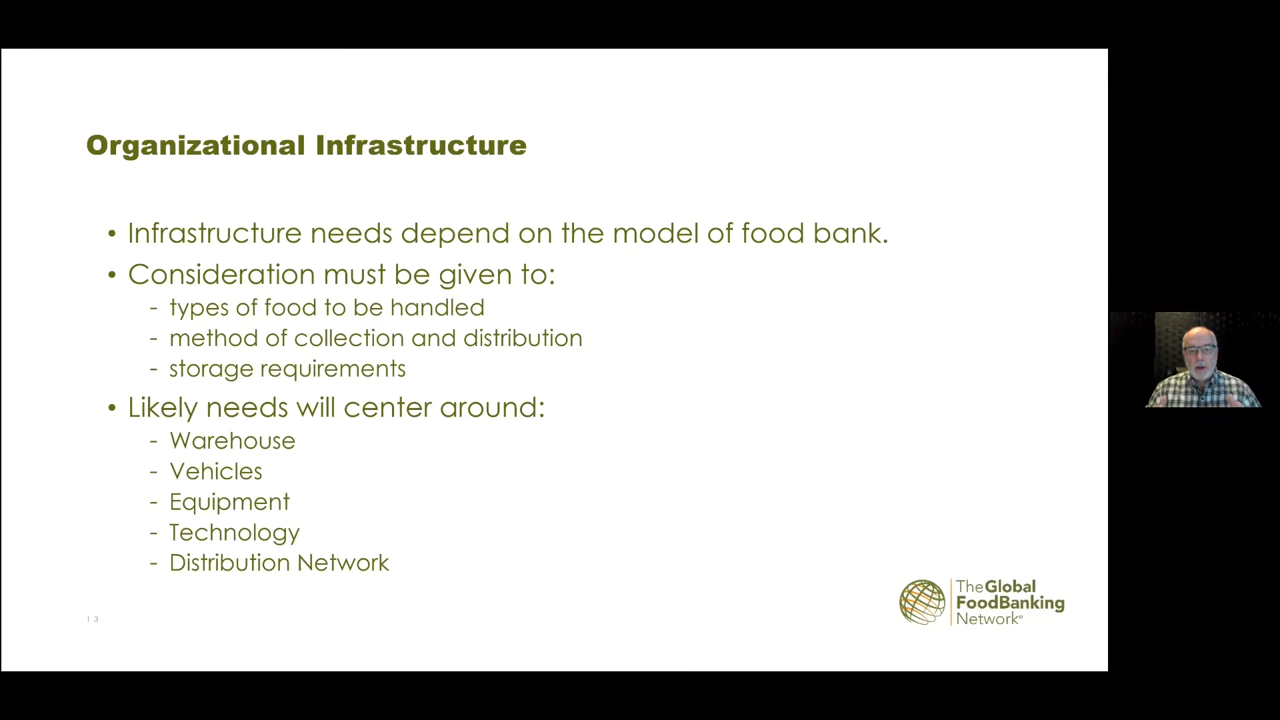 Organizational Infrastructure
• Infrastructure needs depend on the model of food bank.
• Consideration must be given to:
- types of food to be handled
- method of collection and distribution
- storage requirements
• Likely needs will center around:
- Warehouse
- Vehicles
- Equipment
- Technology
- Distribution Network
13
The Global
FoodBanking
Network®